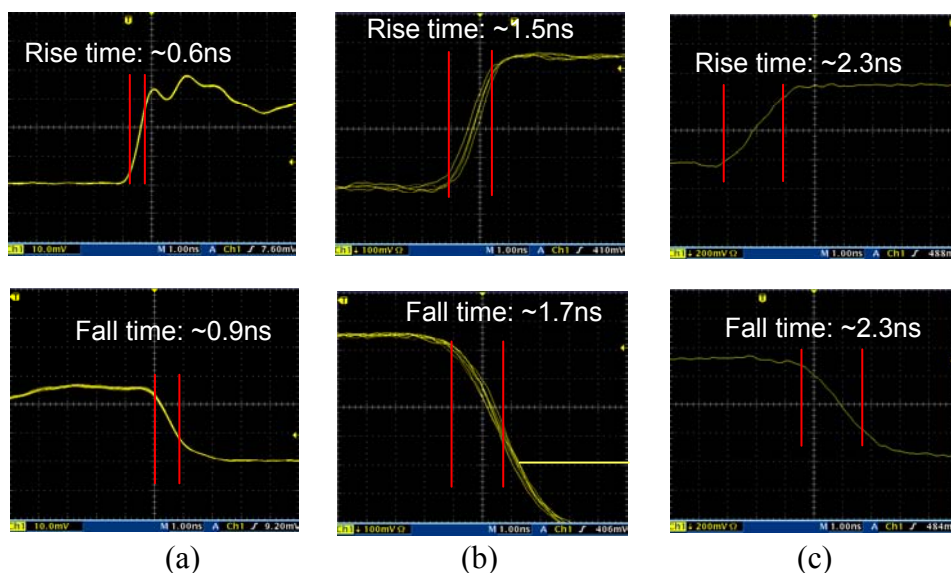 Rise time: ~0.6ns
Rise time: ~1.5ns
Rise time: ~2.3ns
Ch1 10.0mV M 1.00ns A Ch1 ∫ 7.60mV
Ch1 ↓ 100mV Ω M 1.00ns A Ch1 ∫ 410mV
Ch1 ↓ 200mV Ω M 1.00ns A Ch1 ∫ 488m
Fall time: ~0.9ns
Fall time: ~1.7ns
Fall time: ~2.3ns
Ch1 10.0mV M 1.00ns A Ch1 ∫ 9.20mV
Ch1 ↓ 100mV Ω M 1.00ns A Ch1 ∫ 406mV
Ch1 ↓ 200mV Ω M 1.00ns A Ch1 ∫ 484m
(a)
(b)
(c)